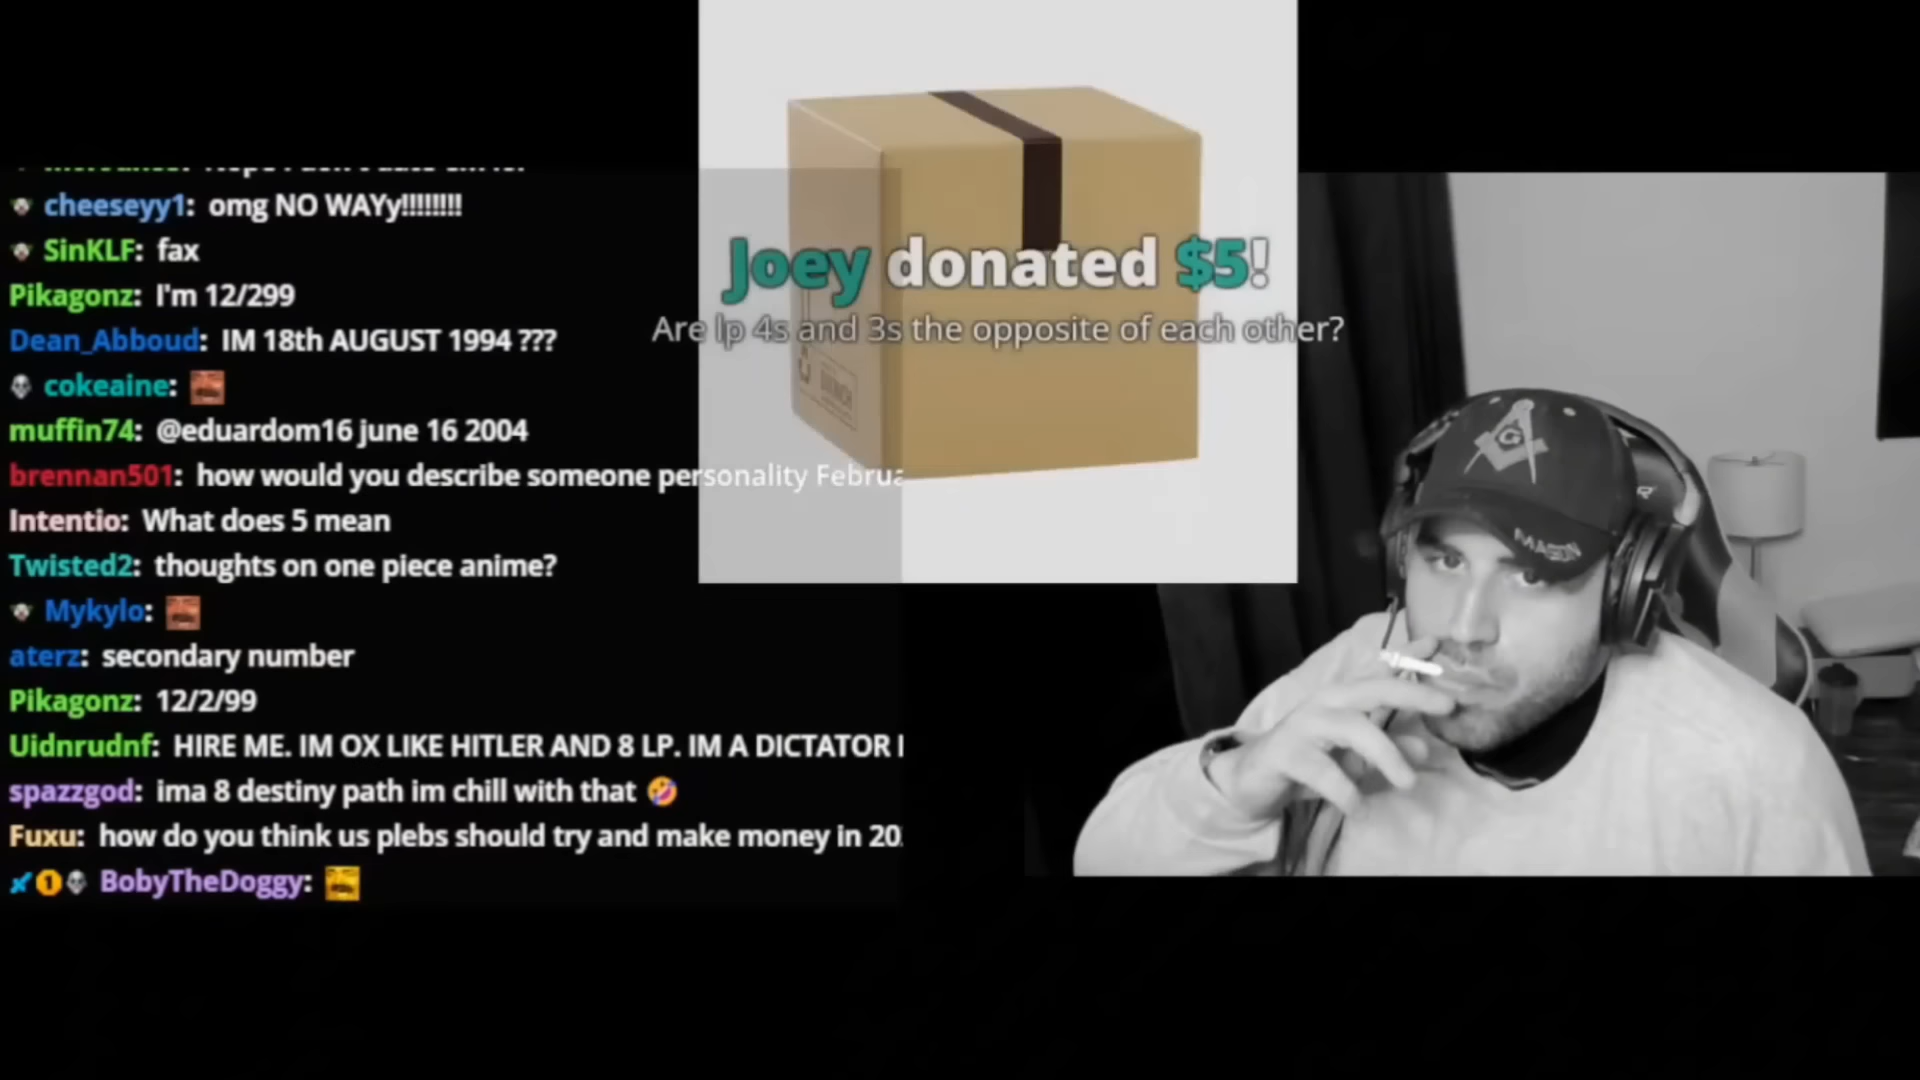 cheeseyy1: omg NO WAYy!!!!!!!!
SinKLF: fax
Pikagonz: I'm 12/299
Dean_Abboud: IM 18th AUGUST 1994 ???
cokeaine:
muffin74: @eduardom16 june 16 2004
brennan501: how would you describe someone personality Februa
Intentio: What does 5 mean
Twisted2: thoughts on one piece anime?
Mykylo:
aterz: secondary number
Pikagonz: 12/2/99
Uidnrudnf: HIRE ME. IM OX LIKE HITLER AND 8 LP. IM A DICTATOR
spazzgod: ima 8 destiny path im chill with that 🤣
Fuxu: how do you think us plebs should try and make money in 20
1 BobyTheDoggy:
Joey donated $5!
Are lp 4s and 3s the opposite of each other?
G
MASON